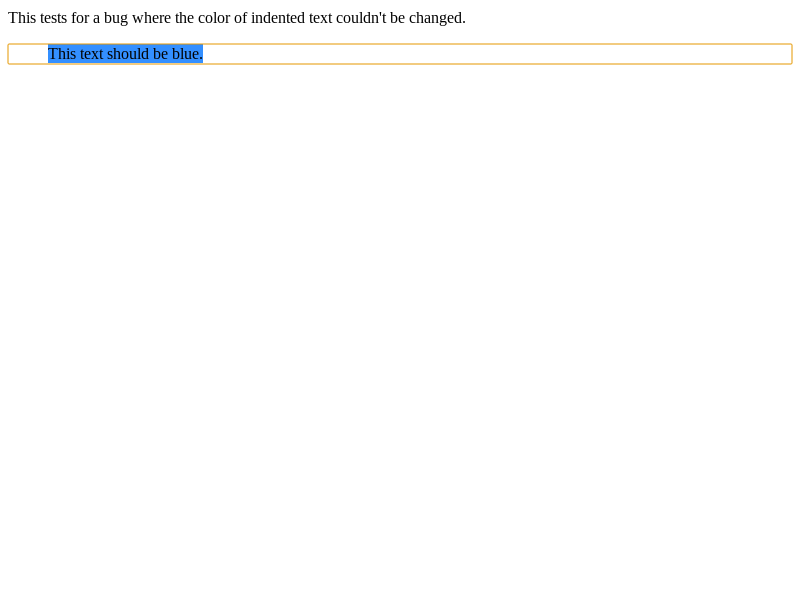 This tests for a bug where the color of indented text couldn't be changed.
This text should be blue.